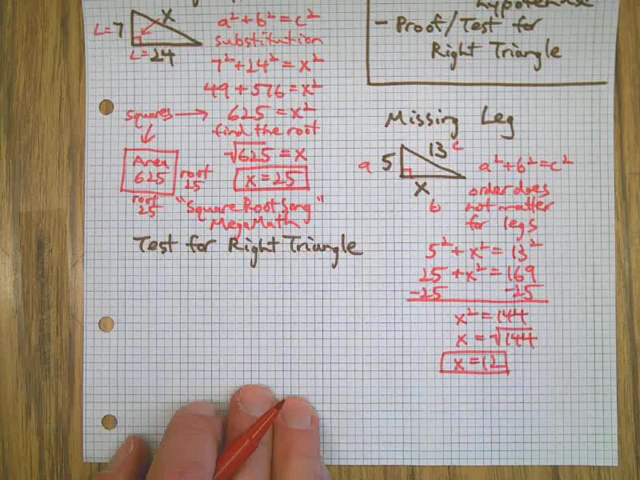 hypotenuse
- Proof/Test for
Right Triangle
L=7
x
L=24
a²+b²=c²
substitution
7²+24²=x²
49+576=x²
squares → 625=x²
find the root
√625 = x
x=25
Area
625
root
25
root
25
"Square Root Song"
MegaMath
Test for Right Triangle
Missing Leg
a 5
13 c
x
b
a²+b²=c²
order does
not matter
for legs
5²+x²=13²
25+x²=169
-25 -25
x²=144
x=√144
x=12